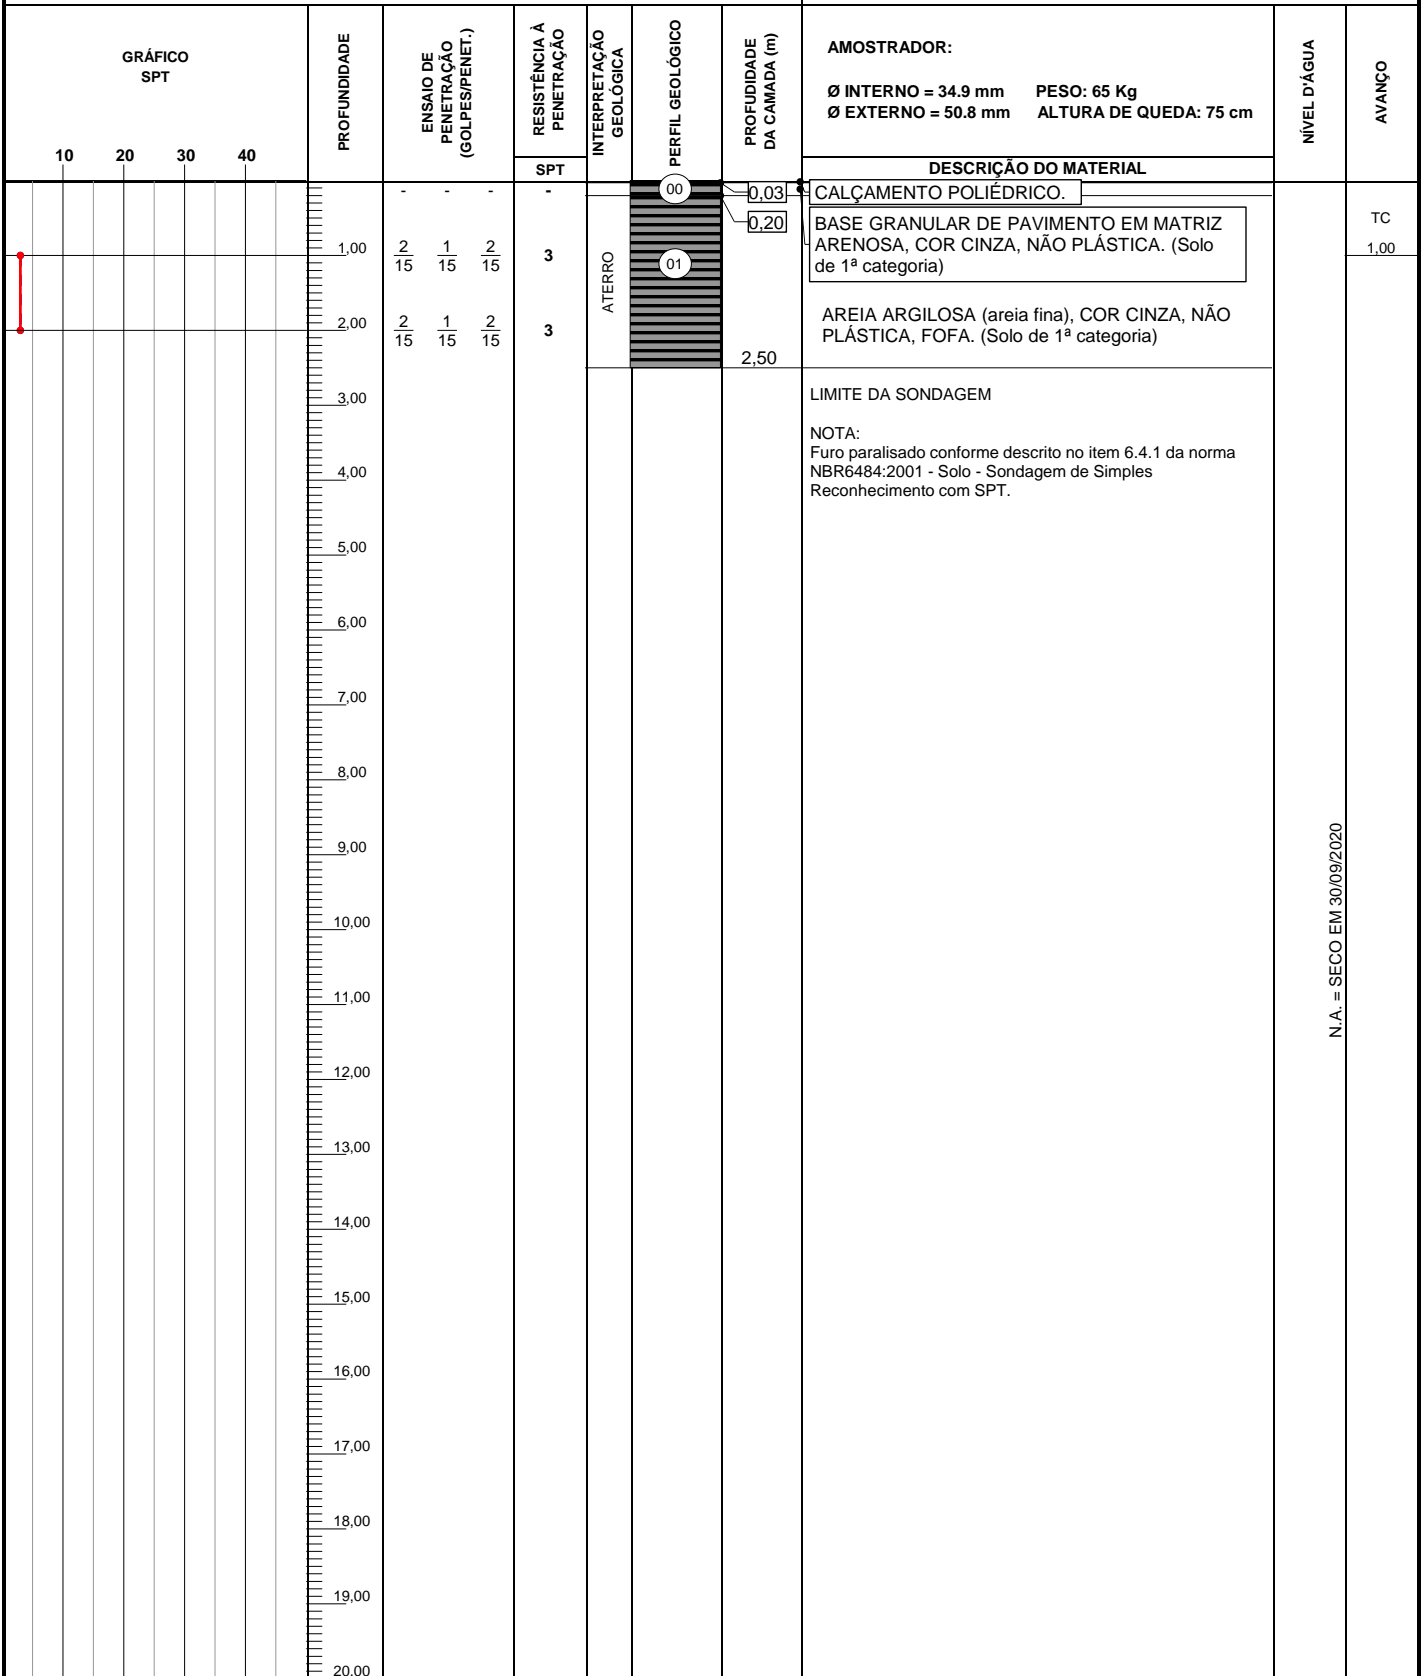 GRÁFICO
SPT
10 20 30 40
PROFUNDIDADE
ENSAIO DE
PENETRAÇÃO
(GOLPES/PENET.)
RESISTÊNCIA À
PENETRAÇÃO
SPT
INTERPRETAÇÃO
GEOLÓGICA
PERFIL GEOLÓGICO
PROFUDIDADE
DA CAMADA (m)
AMOSTRADOR:
Ø INTERNO = 34.9 mm PESO: 65 Kg
Ø EXTERNO = 50.8 mm ALTURA DE QUEDA: 75 cm
DESCRIÇÃO DO MATERIAL
NÍVEL D'ÁGUA
AVANÇO
- - - -
00
0,03
CALÇAMENTO POLIÉDRICO.
0,20
BASE GRANULAR DE PAVIMENTO EM MATRIZ
ARENOSA, COR CINZA, NÃO PLÁSTICA. (Solo
de 1ª categoria)
TC
1,00
1,00
2 1 2
15 15 15
3
ATERRO
01
2,00
2 1 2
15 15 15
3
AREIA ARGILOSA (areia fina), COR CINZA, NÃO
PLÁSTICA, FOFA. (Solo de 1ª categoria)
2,50
LIMITE DA SONDAGEM
NOTA:
Furo paralisado conforme descrito no item 6.4.1 da norma
NBR6484:2001 - Solo - Sondagem de Simples
Reconhecimento com SPT.
3,00
4,00
5,00
6,00
7,00
8,00
9,00
10,00
11,00
12,00
13,00
14,00
15,00
16,00
17,00
18,00
19,00
20,00
N.A. = SECO EM 30/09/2020